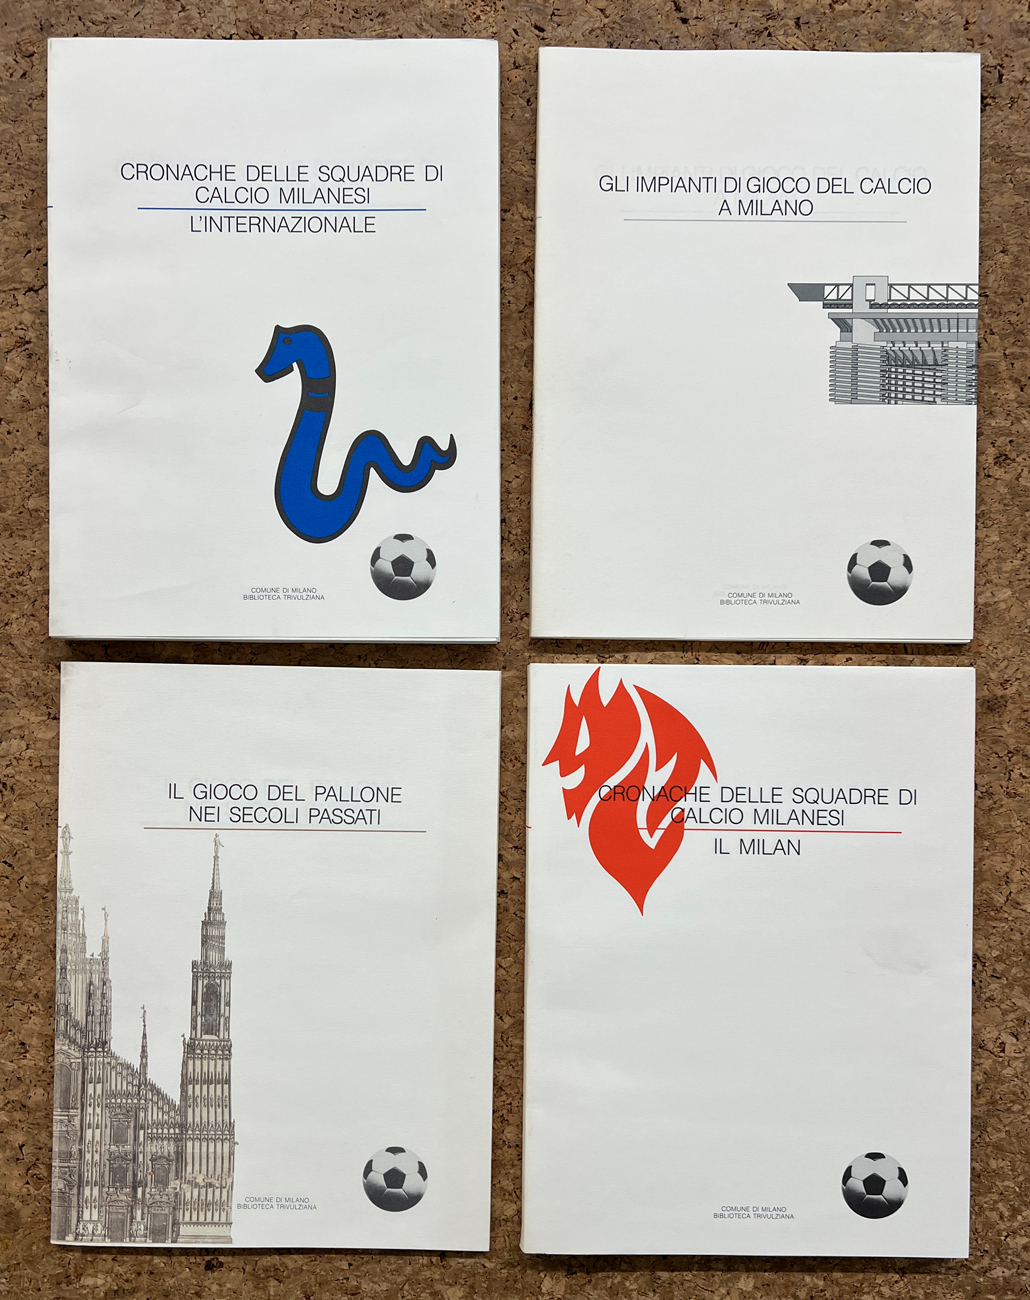 CRONACHE DELLE SQUADRE DI
CALCIO MILANESI
L'INTERNAZIONALE
COMUNE DI MILANO
BIBLIOTECA TRIVULZIANA
GLI IMPIANTI DI GIOCO DEL CALCIO
A MILANO
COMUNE DI MILANO
BIBLIOTECA TRIVULZIANA
IL GIOCO DEL PALLONE
NEI SECOLI PASSATI
COMUNE DI MILANO
BIBLIOTECA TRIVULZIANA
CRONACHE DELLE SQUADRE DI
CALCIO MILANESI
IL MILAN
COMUNE DI MILANO
BIBLIOTECA TRIVULZIANA